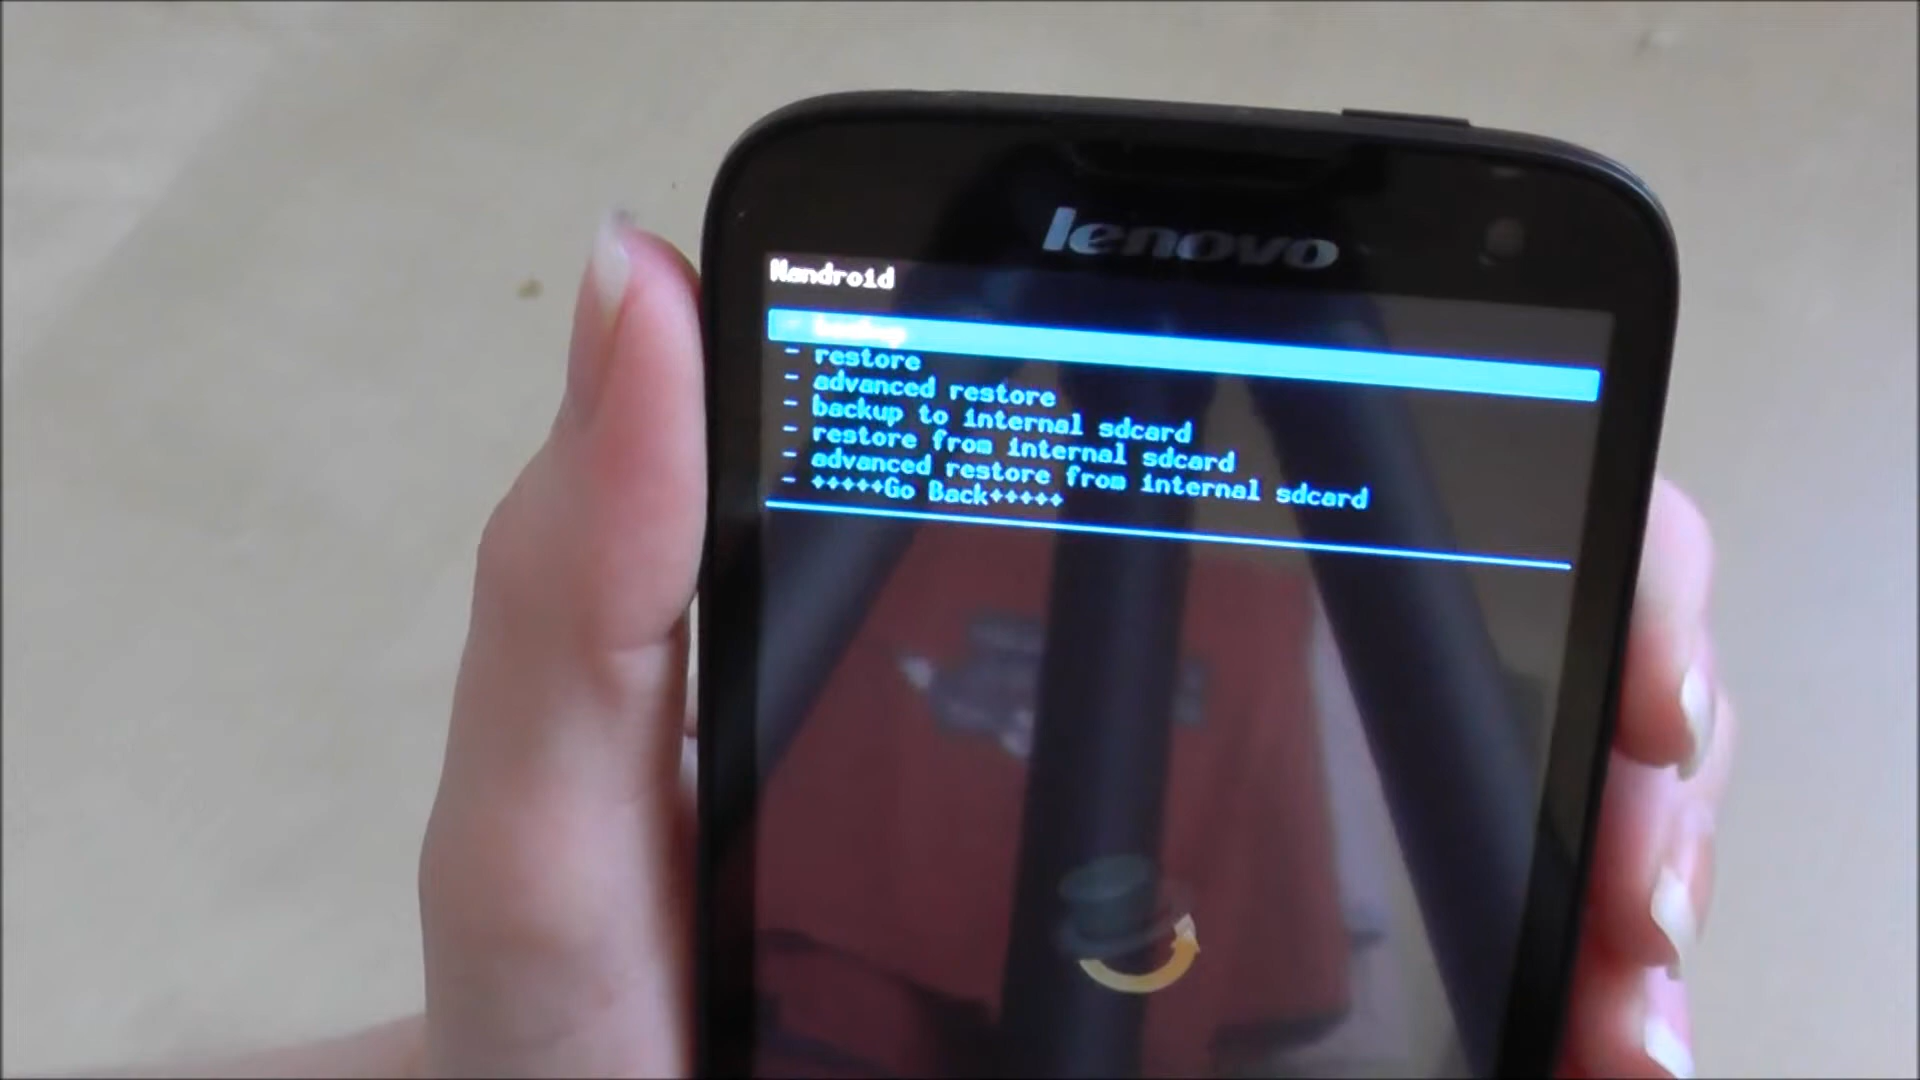 lenovo
Nandroid
- backup
- restore
- advanced restore
- backup to internal sdcard
- restore from internal sdcard
- advanced restore from internal sdcard
- +++++Go Back+++++